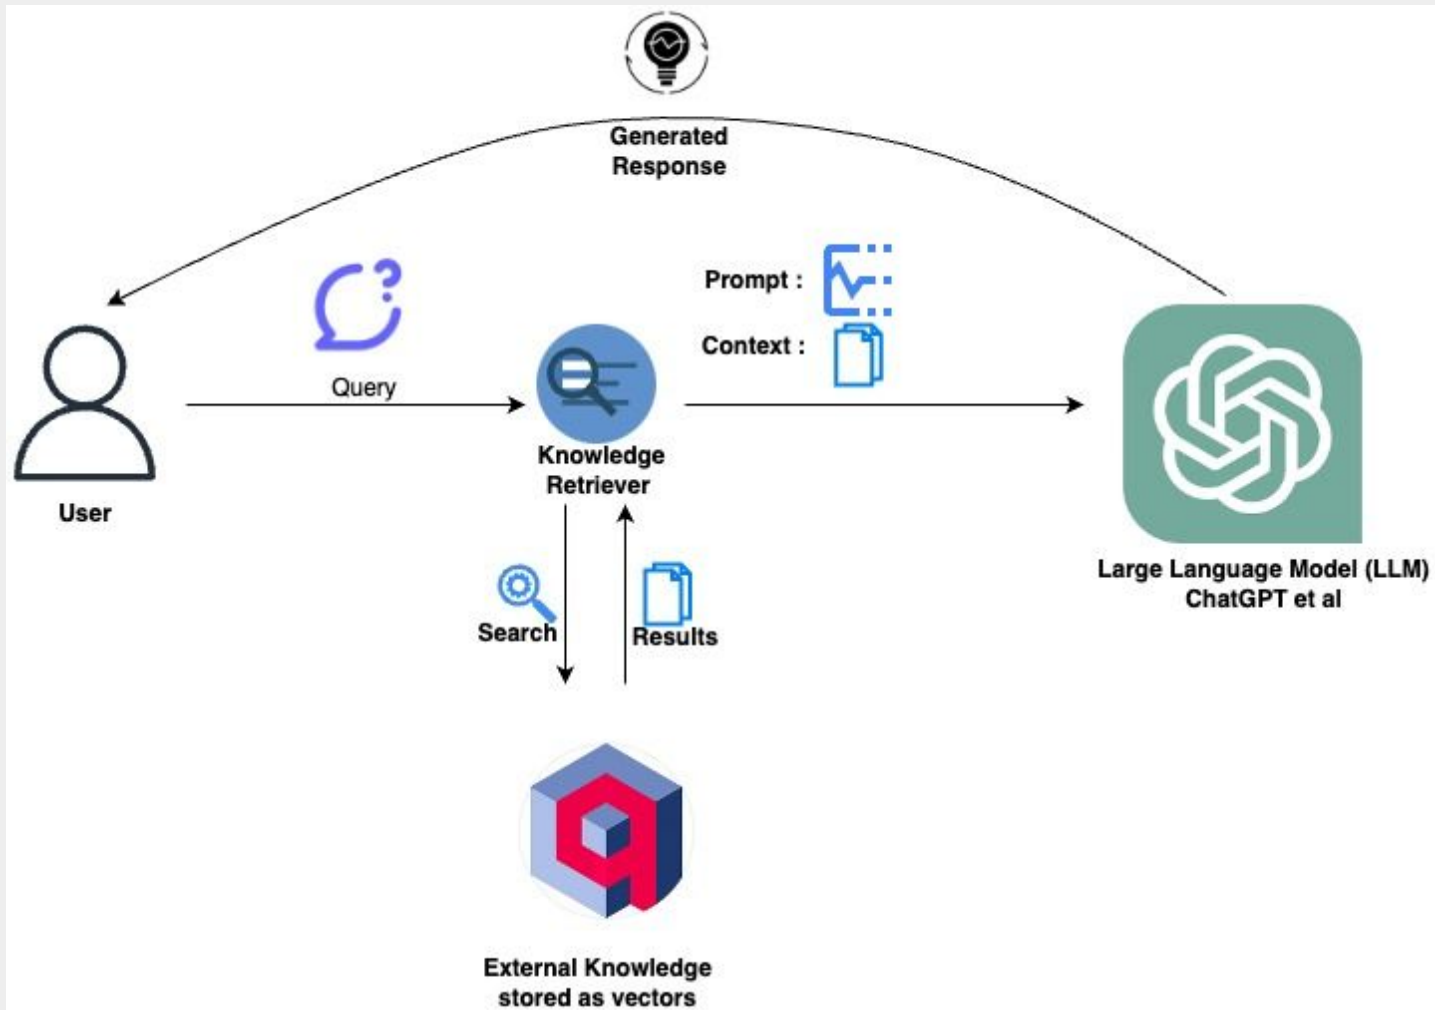 Generated
Response
Prompt :
Context :
Query
Knowledge
Retriever
User
Large Language Model (LLM)
ChatGPT et al
Search
Results
External Knowledge
stored as vectors